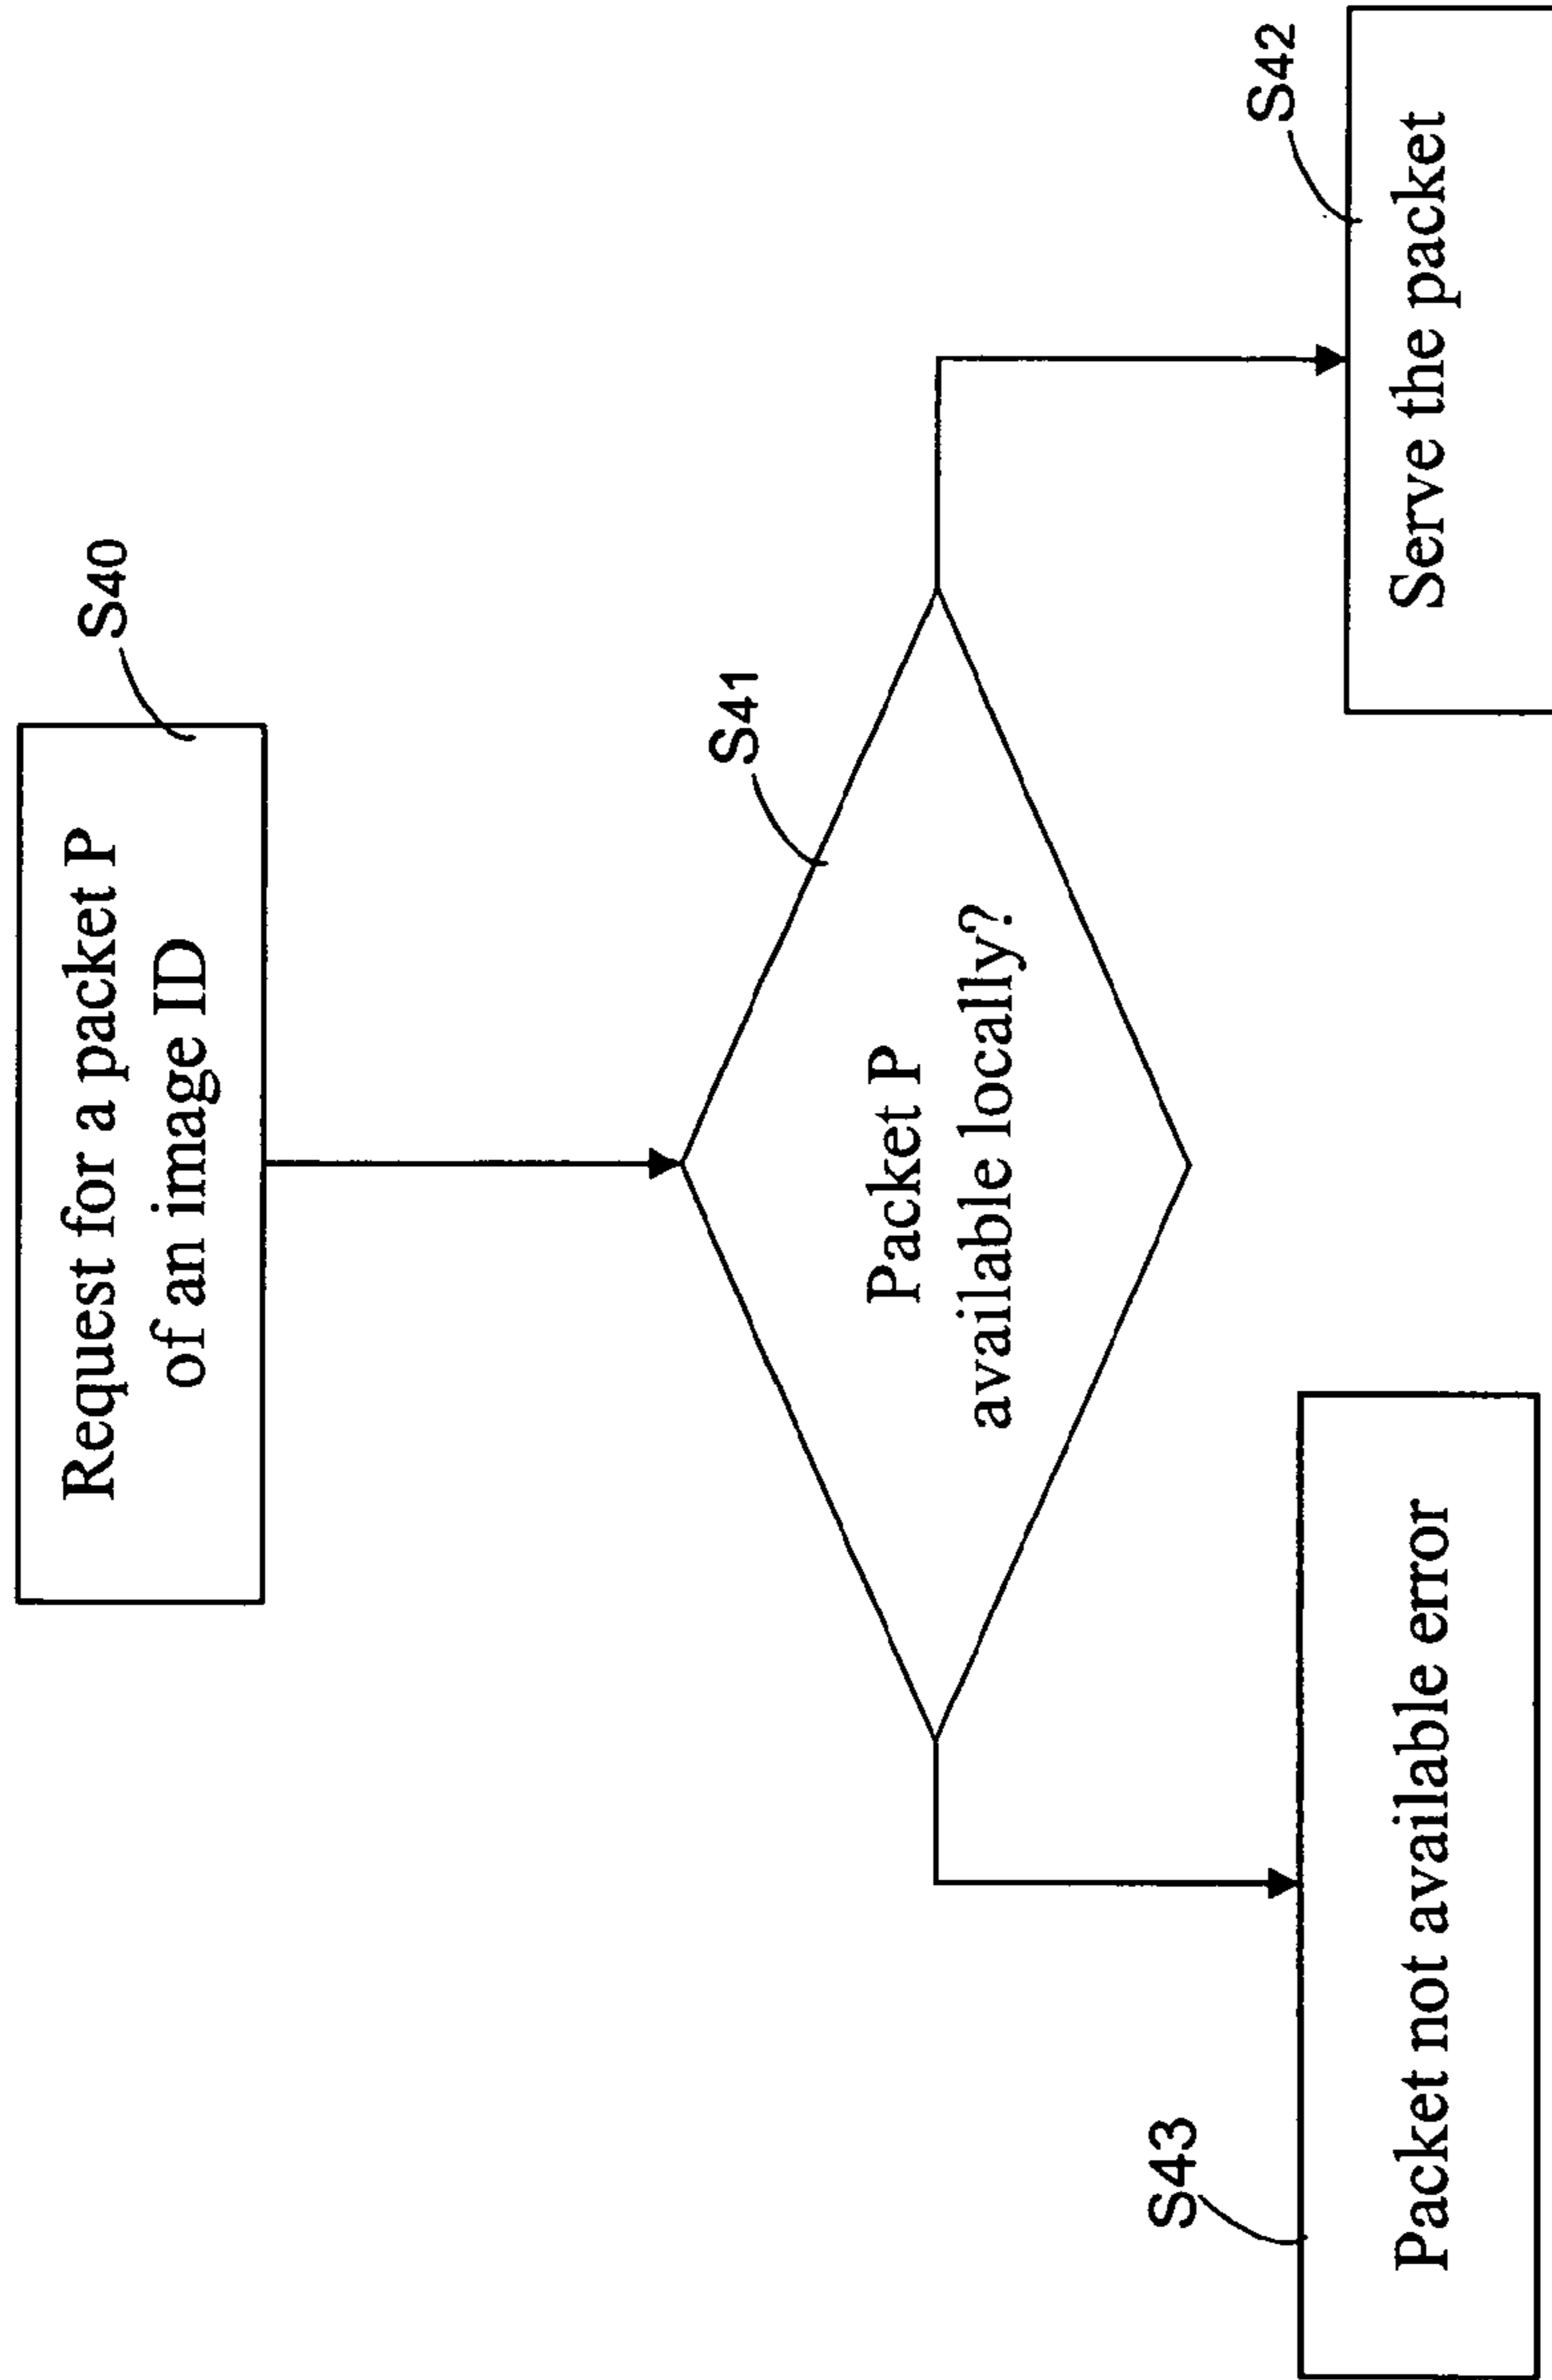 Request for a packet P
of an image ID
S40
Packet P
available locally?
S41
Packet not available error
S43
Serve the packet
S42